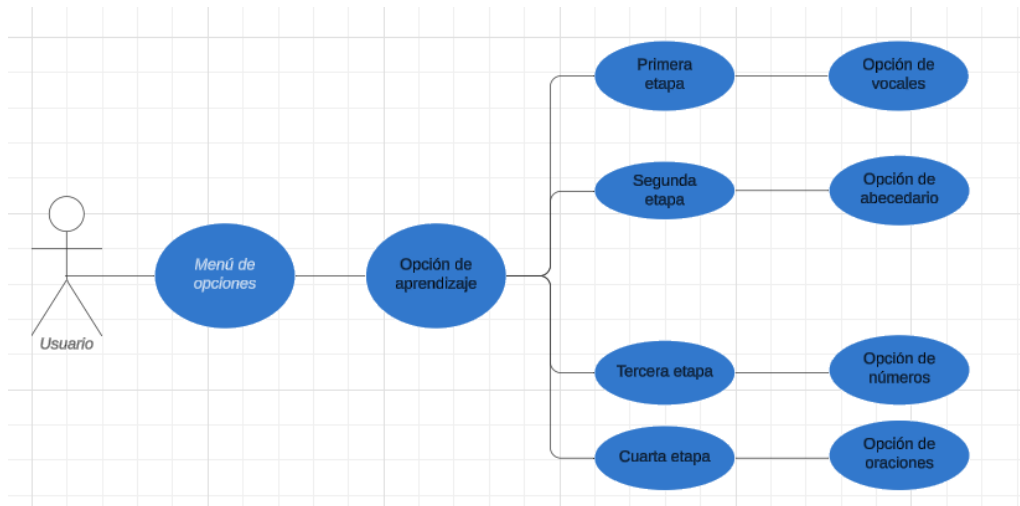 Usuario
Menú de
opciones
Opción de
aprendizaje
Primera
etapa
Opción de
vocales
Segunda
etapa
Opción de
abecedario
Tercera etapa
Opción de
números
Cuarta etapa
Opción de
oraciones